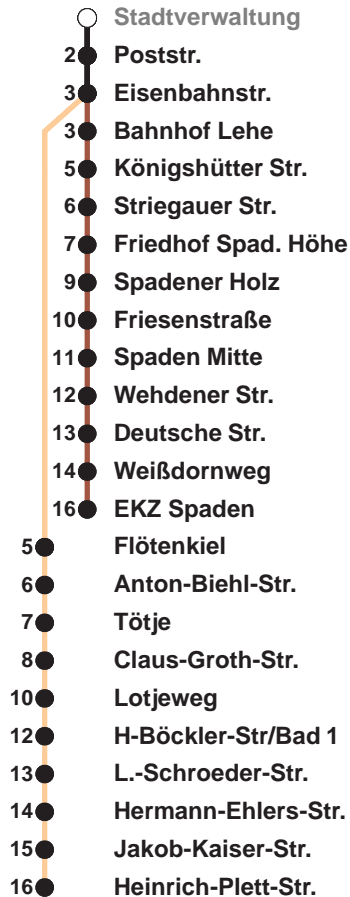 Stadtverwaltung
2 Poststr.
3 Eisenbahnstr.
3 Bahnhof Lehe
5 Königshütter Str.
6 Striegauer Str.
7 Friedhof Spad. Höhe
9 Spadener Holz
10 Friesenstraße
11 Spaden Mitte
12 Wehdener Str.
13 Deutsche Str.
14 Weißdornweg
16 EKZ Spaden
5 Flötenkiel
6 Anton-Biehl-Str.
7 Tötje
8 Claus-Groth-Str.
10 Lotjeweg
12 H-Böckler-Str/Bad 1
13 L.-Schroeder-Str.
14 Hermann-Ehlers-Str.
15 Jakob-Kaiser-Str.
16 Heinrich-Plett-Str.